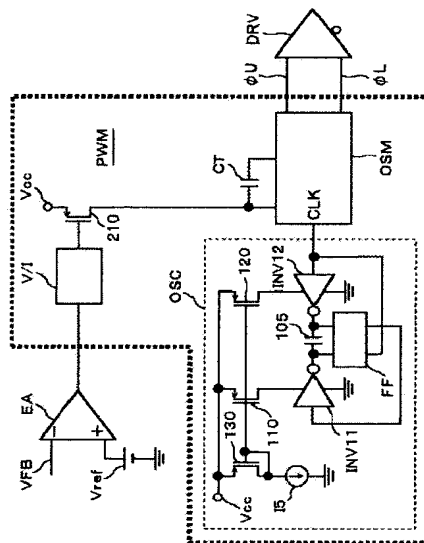 DRV
φU
φL
PWM
Vcc
210
V/I
CT
OSM
CLK
EA
VFB
Vref
OSC
120
INV12
130
110
105
FF
INV11
Vcc
I5